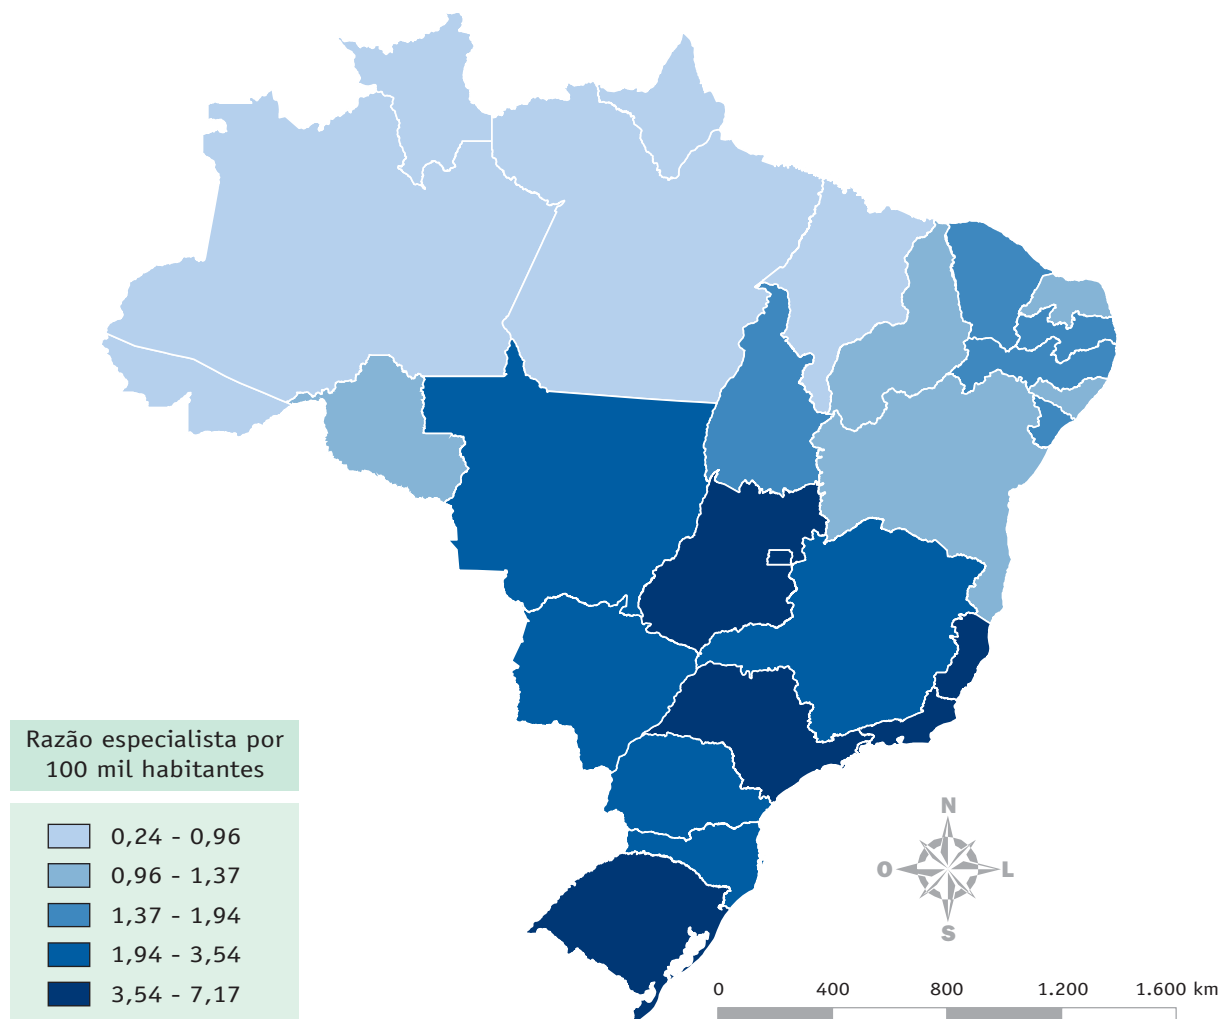 Razão especialista por
100 mil habitantes
0,24 - 0,96
0,96 - 1,37
1,37 - 1,94
1,94 - 3,54
3,54 - 7,17
N
O L
S
0 400 800 1.200 1.600 km